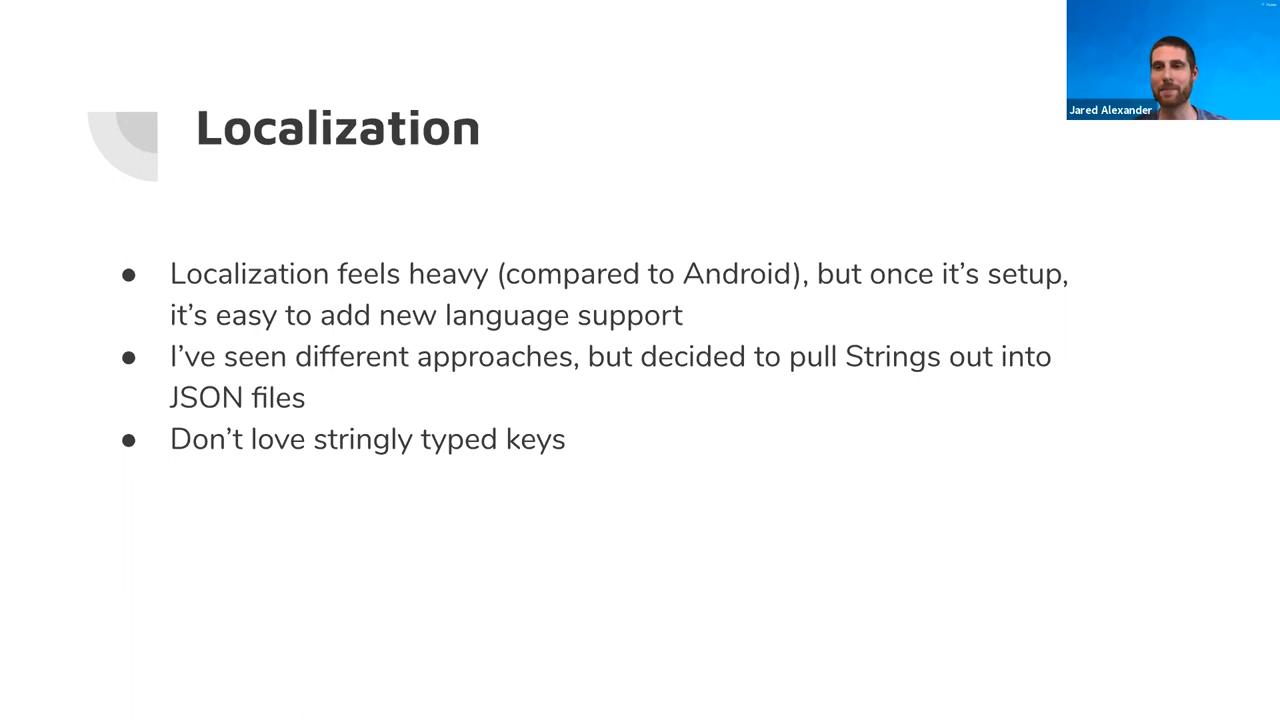 Jared Alexander
Localization
● Localization feels heavy (compared to Android), but once it’s setup,
it’s easy to add new language support
● I’ve seen different approaches, but decided to pull Strings out into
JSON files
● Don’t love stringly typed keys